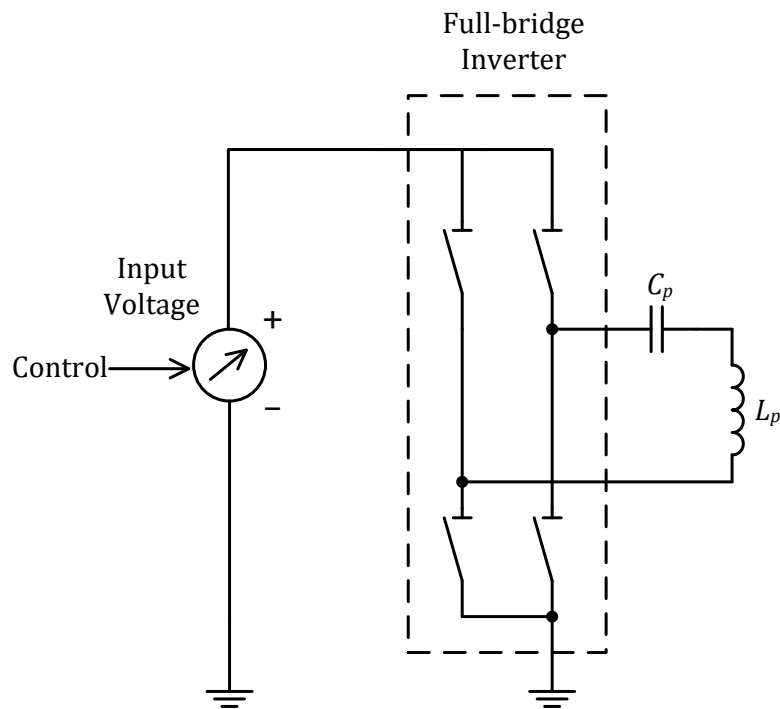 Full-bridge
Inverter
Input
Voltage
+
Control
−
Cp
Lp